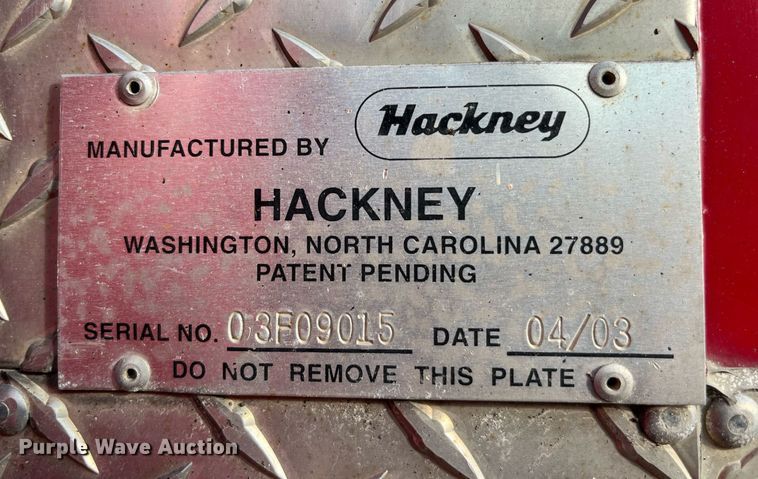 Hackney
MANUFACTURED BY
HACKNEY
WASHINGTON, NORTH CAROLINA 27889
PATENT PENDING
SERIAL NO. 03F09015 DATE 04/03
DO NOT REMOVE THIS PLATE
Purple Wave Auction